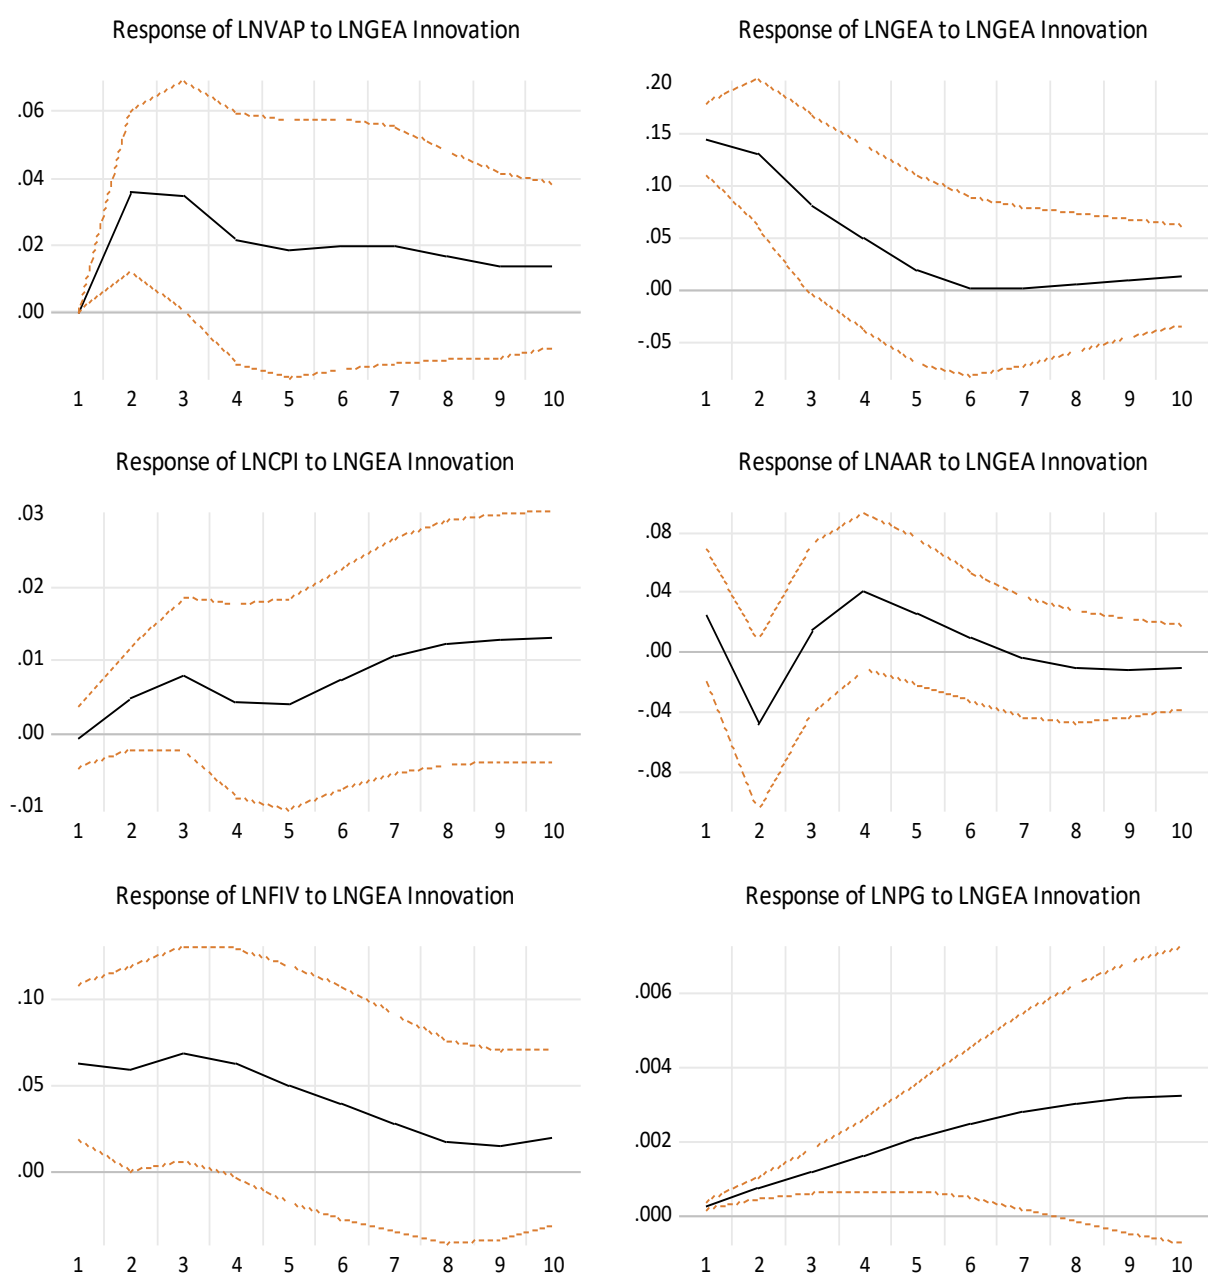 Response of LNVAP to LNGEA Innovation
.06
.04
.02
.00
1 2 3 4 5 6 7 8 9 10
Response of LNGEA to LNGEA Innovation
.20
.15
.10
.05
.00
-.05
1 2 3 4 5 6 7 8 9 10
Response of LNCPI to LNGEA Innovation
.03
.02
.01
.00
-.01
1 2 3 4 5 6 7 8 9 10
Response of LNAAR to LNGEA Innovation
.08
.04
.00
-.04
-.08
1 2 3 4 5 6 7 8 9 10
Response of LNFIV to LNGEA Innovation
.10
.05
.00
1 2 3 4 5 6 7 8 9 10
Response of LNPG to LNGEA Innovation
.006
.004
.002
.000
1 2 3 4 5 6 7 8 9 10